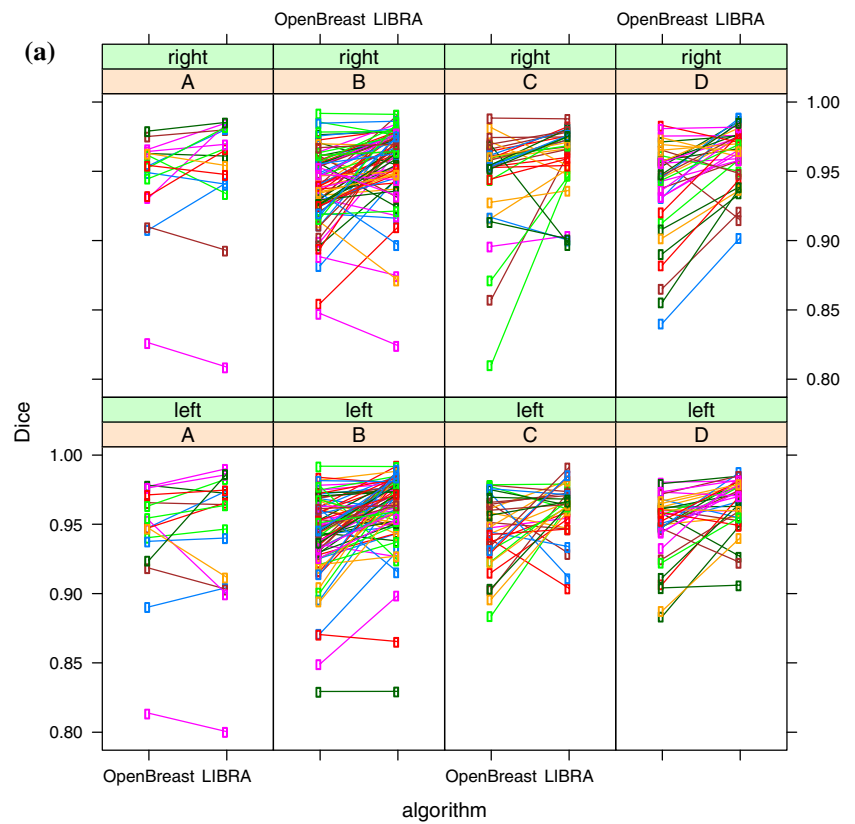 OpenBreast LIBRA OpenBreast LIBRA
(a)
right right right right
A B C D
1.00
0.95
0.90
0.85
0.80
left left left left
A B C D
1.00
0.95
0.90
0.85
0.80
Dice
OpenBreast LIBRA OpenBreast LIBRA
algorithm